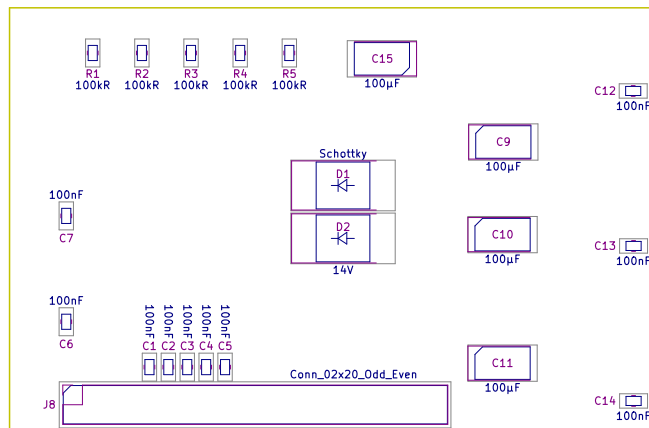 R1
100kR
R2
100kR
R3
100kR
R4
100kR
R5
100kR
C15
100µF
C12
100nF
C9
100µF
Schottky
D1
D2
14V
100nF
C7
C10
100µF
C13
100nF
100nF
C6
100nF
C1
100nF
C2
100nF
C3
100nF
C4
100nF
C5
C11
100µF
Conn_02x20_Odd_Even
J8
C14
100nF